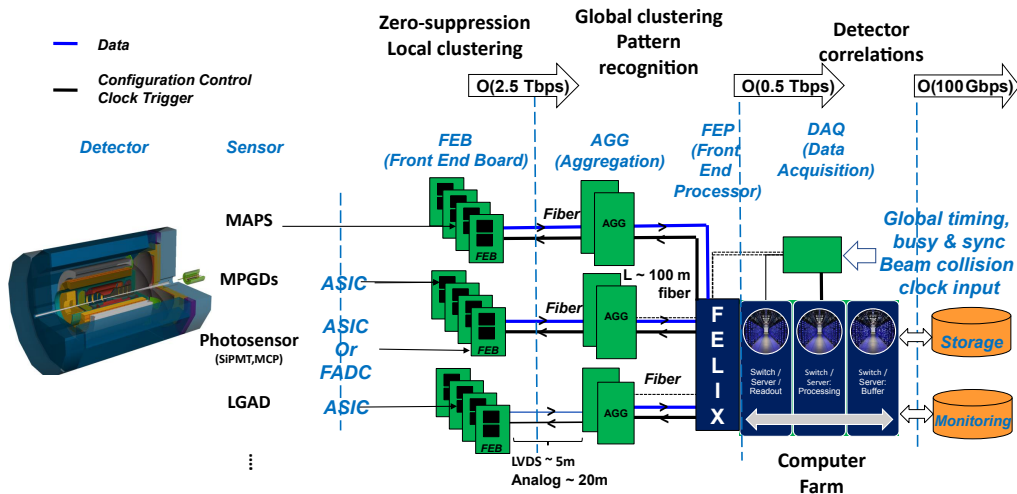 Zero-suppression
Local clustering
Global clustering
Pattern
recognition
Detector
correlations
Data
Configuration Control
Clock Trigger
O(2.5 Tbps)
O(0.5 Tbps)
O(100 Gbps)
Detector
Sensor
FEB
(Front End Board)
AGG
(Aggregation)
FEP
(Front
End
Processor)
DAQ
(Data
Acquisition)
MAPS
FEB
Fiber
AGG
Global timing,
busy & sync
Beam collision
clock input
MPGDs
ASIC
L ~ 100 m
fiber
Photosensor
(SiPMT,MCP)
ASIC
Or
FADC
FEB
Fiber
AGG
FELIX
Switch /
Server /
Readout
Switch /
Server:
Processing
Switch /
Server:
Buffer
Storage
LGAD
ASIC
FEB
AGG
Fiber
Monitoring
LVDS ~ 5m
Analog ~ 20m
Computer
Farm